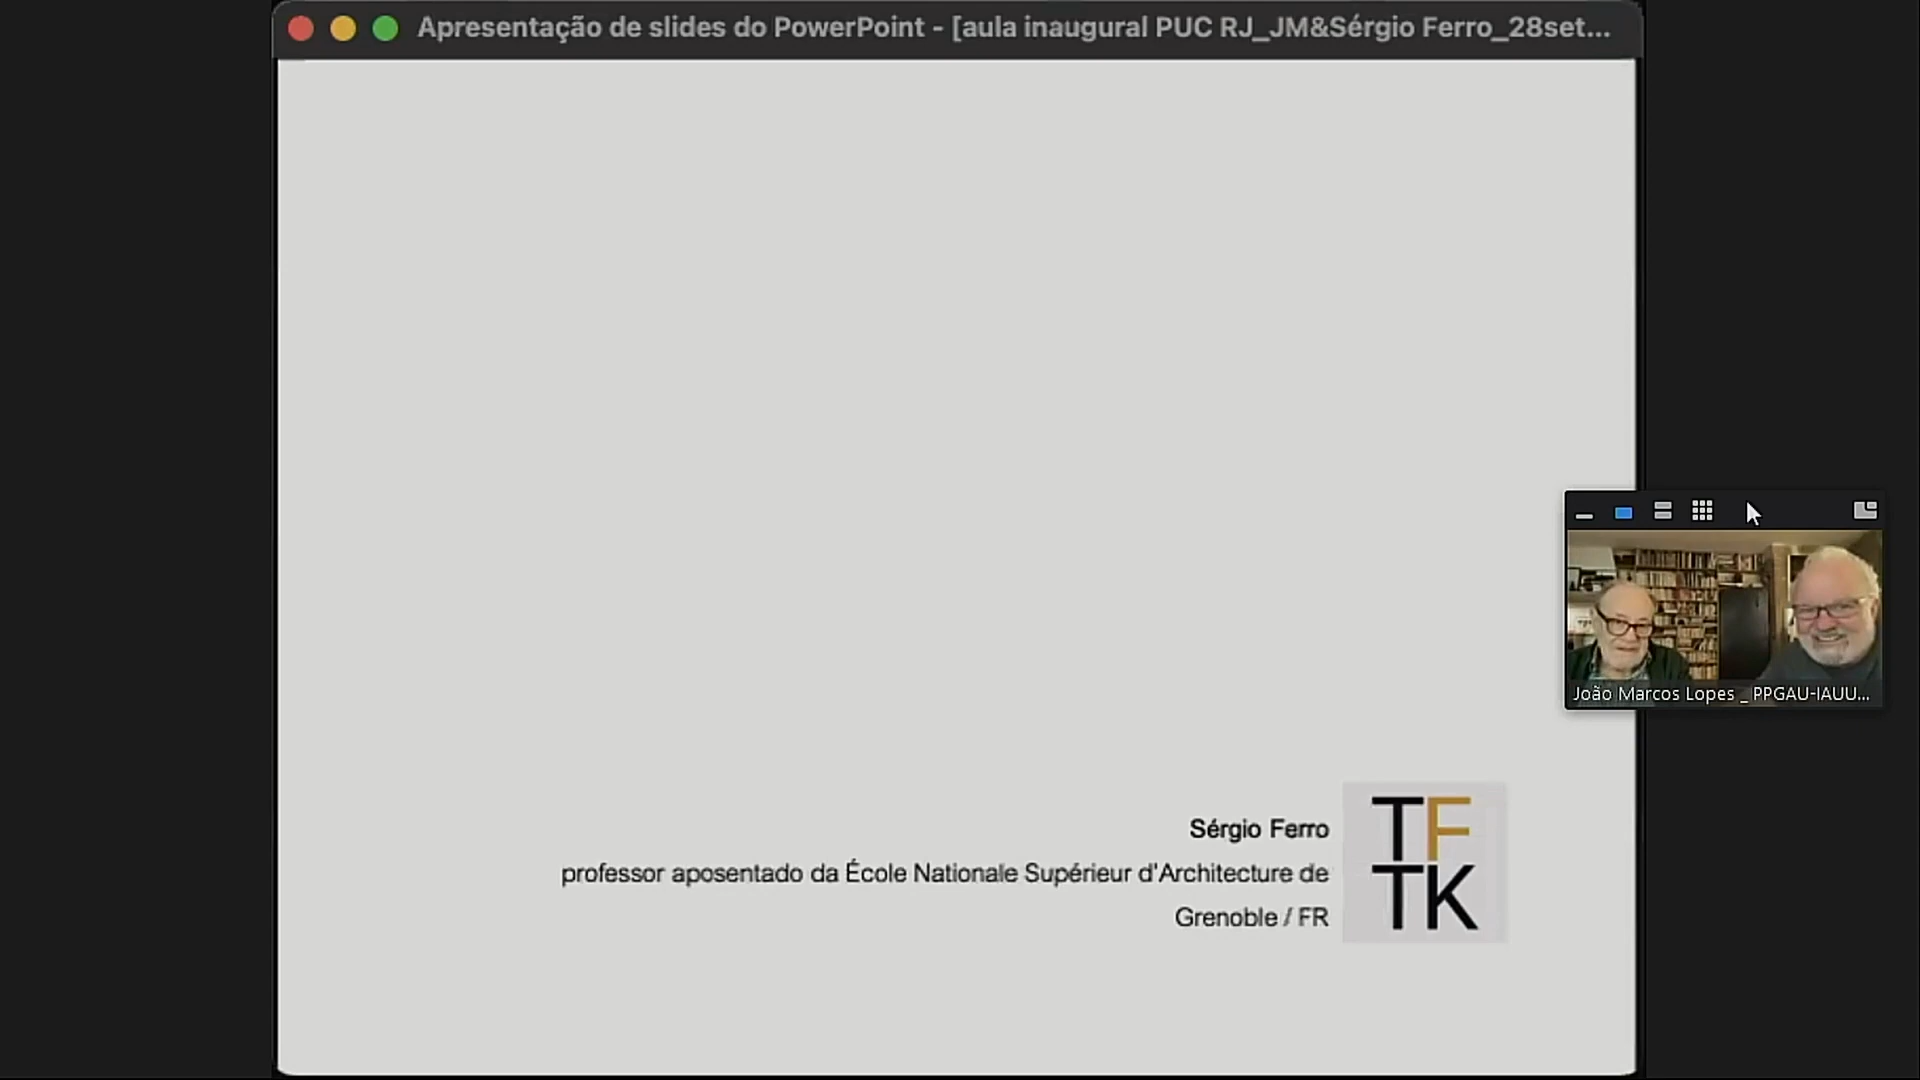 Apresentação de slides do PowerPoint - [aula inaugural PUC RJ_JM&Sérgio Ferro_28set...
João Marcos Lopes _ PPGAU-IAUU...
Sérgio Ferro
professor aposentado da École Nationale Supérieur d'Architecture de
Grenoble / FR
TF
TK